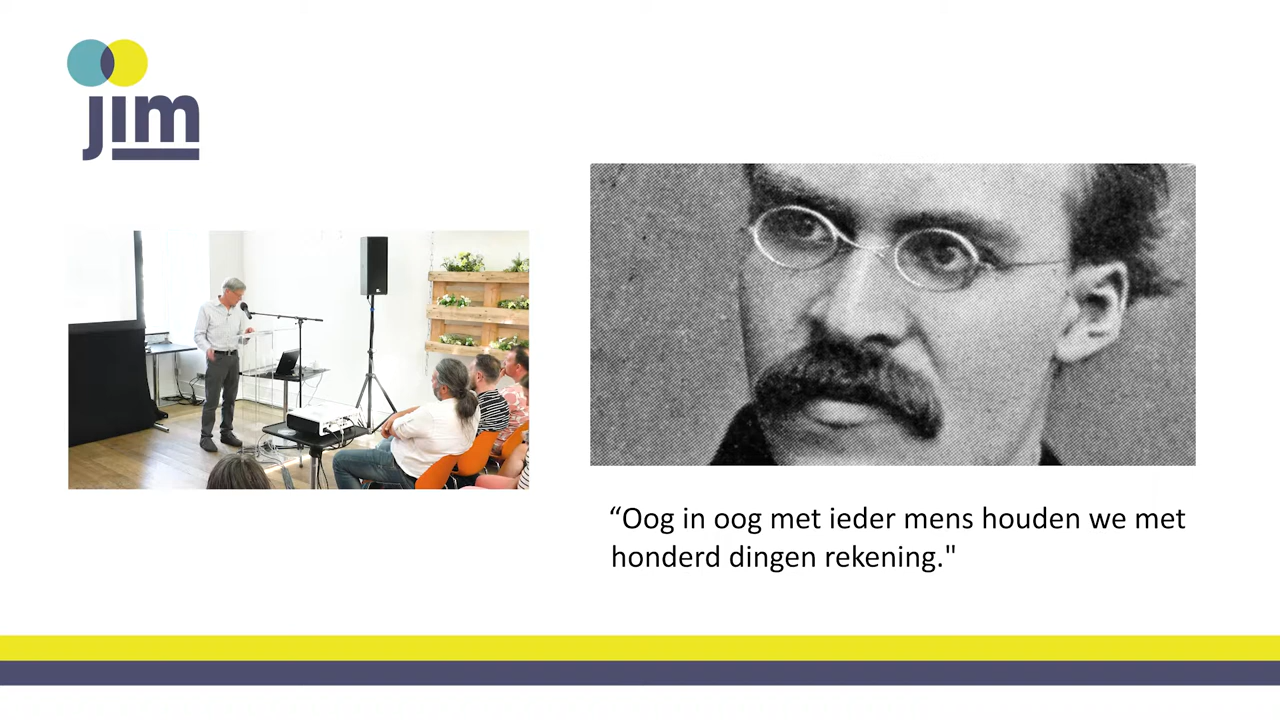 jim
“Oog in oog met ieder mens houden we met
honderd dingen rekening."